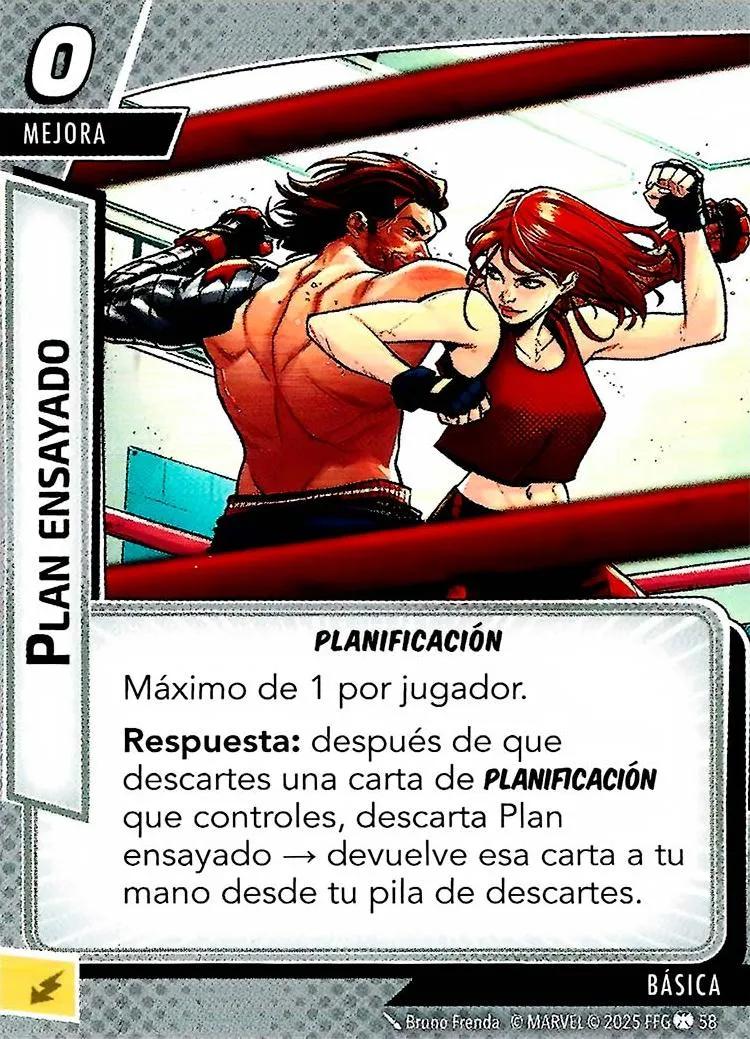 0
MEJORA
PLAN ENSAYADO
PLANIFICACIÓN
Máximo de 1 por jugador.
Respuesta: después de que
descartes una carta de PLANIFICACIÓN
que controles, descarta Plan
ensayado → devuelve esa carta a tu
mano desde tu pila de descartes.
BÁSICA
Bruno Frenda © MARVEL © 2025 FFG 58